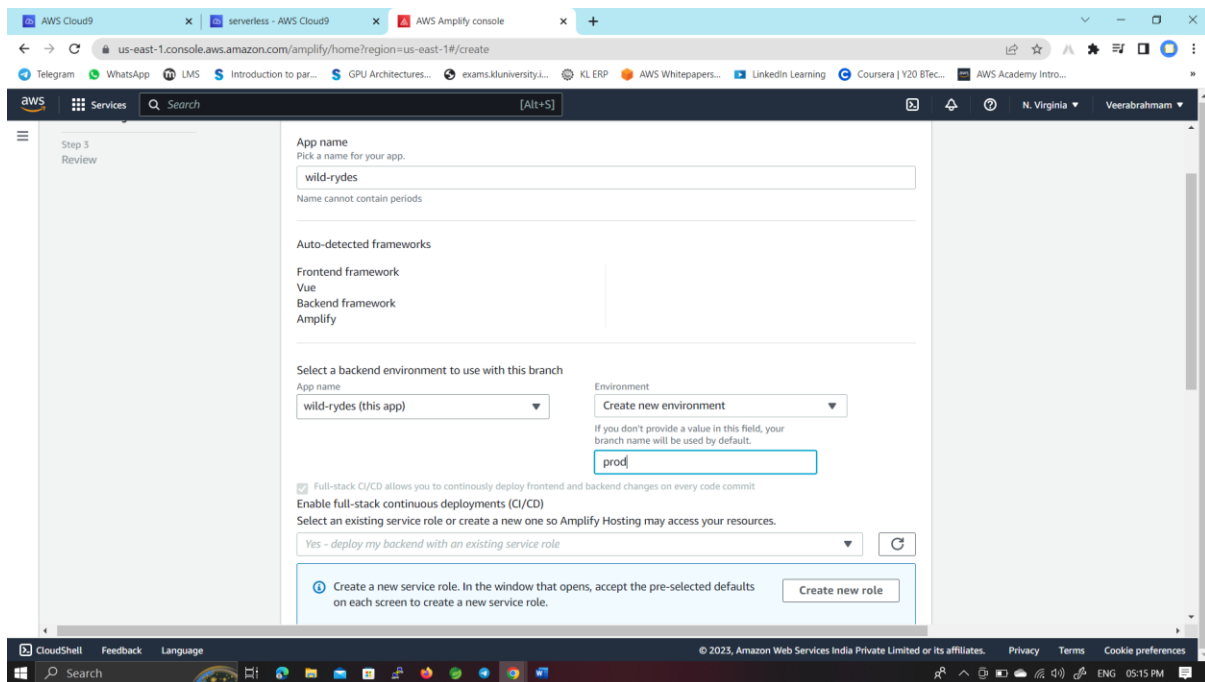 AWS Cloud9
serverless - AWS Cloud9
AWS Amplify console
us-east-1.console.aws.amazon.com/amplify/home?region=us-east-1#/create
Telegram WhatsApp LMS Introduction to par... GPU Architectures... exams.kluniversity.i... KL ERP AWS Whitepapers... LinkedIn Learning Coursera | Y20 BTec... AWS Academy Intro...
aws Services Search [Alt+S] N. Virginia Veerabrahmam
Step 3
Review
App name
Pick a name for your app.
wild-rydes
Name cannot contain periods
Auto-detected frameworks
Frontend framework
Vue
Backend framework
Amplify
Select a backend environment to use with this branch
App name
wild-rydes (this app)
Environment
Create new environment
If you don't provide a value in this field, your
branch name will be used by default.
prod
Full-stack CI/CD allows you to continously deploy frontend and backend changes on every code commit
Enable full-stack continuous deployments (CI/CD)
Select an existing service role or create a new one so Amplify Hosting may access your resources.
Yes - deploy my backend with an existing service role
Create a new service role. In the window that opens, accept the pre-selected defaults
on each screen to create a new service role.
Create new role
CloudShell Feedback Language © 2023, Amazon Web Services India Private Limited or its affiliates. Privacy Terms Cookie preferences
Search ENG 05:15 PM